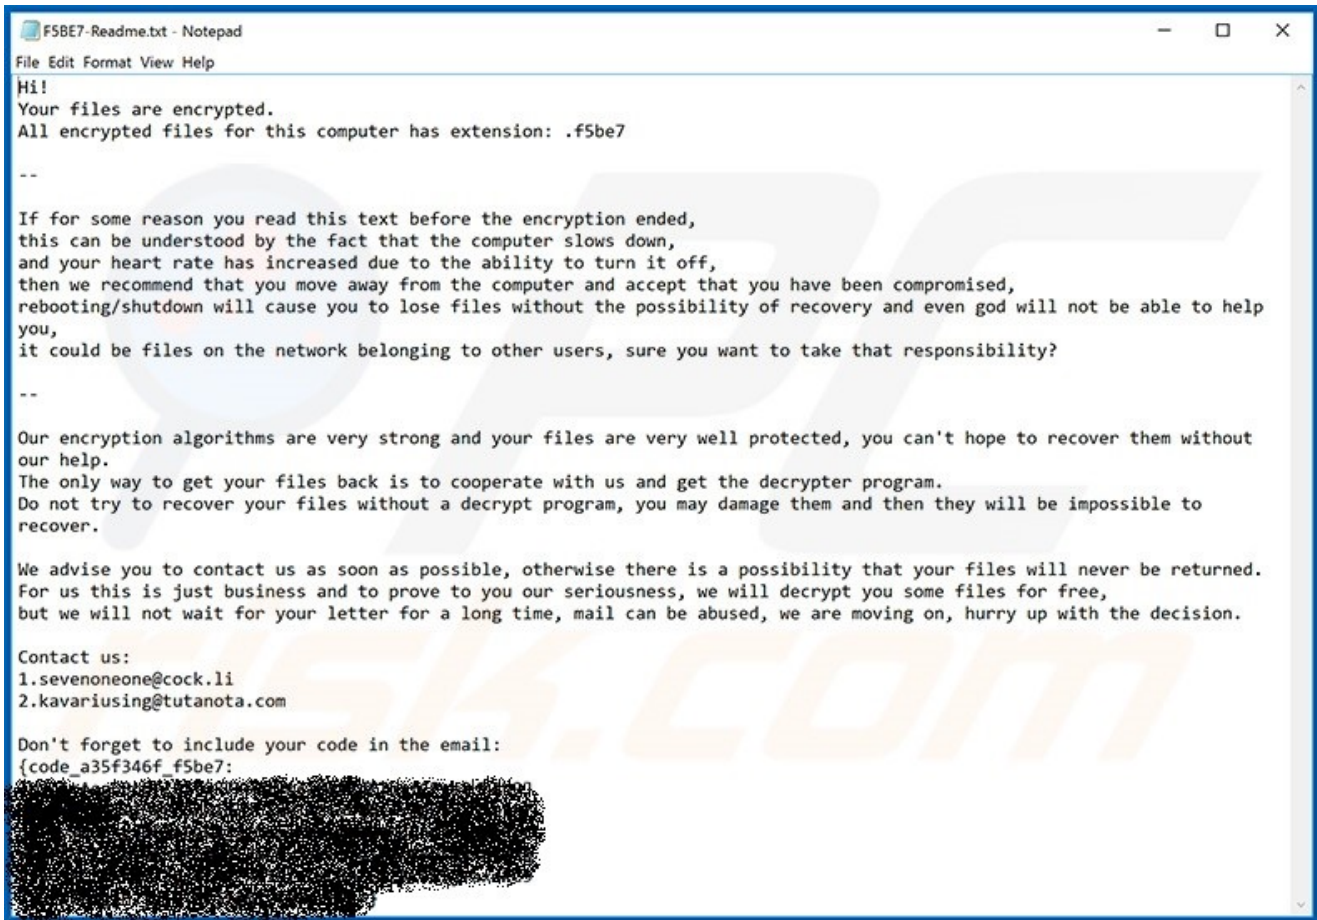 F5BE7-Readme.txt - Notepad
File Edit Format View Help
Hi!
Your files are encrypted.
All encrypted files for this computer has extension: .f5be7
--
If for some reason you read this text before the encryption ended,
this can be understood by the fact that the computer slows down,
and your heart rate has increased due to the ability to turn it off,
then we recommend that you move away from the computer and accept that you have been compromised,
rebooting/shutdown will cause you to lose files without the possibility of recovery and even god will not be able to help
you,
it could be files on the network belonging to other users, sure you want to take that responsibility?
--
Our encryption algorithms are very strong and your files are very well protected, you can't hope to recover them without
our help.
The only way to get your files back is to cooperate with us and get the decrypter program.
Do not try to recover your files without a decrypt program, you may damage them and then they will be impossible to
recover.
We advise you to contact us as soon as possible, otherwise there is a possibility that your files will never be returned.
For us this is just business and to prove to you our seriousness, we will decrypt you some files for free,
but we will not wait for your letter for a long time, mail can be abused, we are moving on, hurry up with the decision.
Contact us:
1.sevenoneone@cock.li
2.kavariusing@tutanota.com
Don't forget to include your code in the email:
{code_a35f346f_f5be7:
PC
risk.com